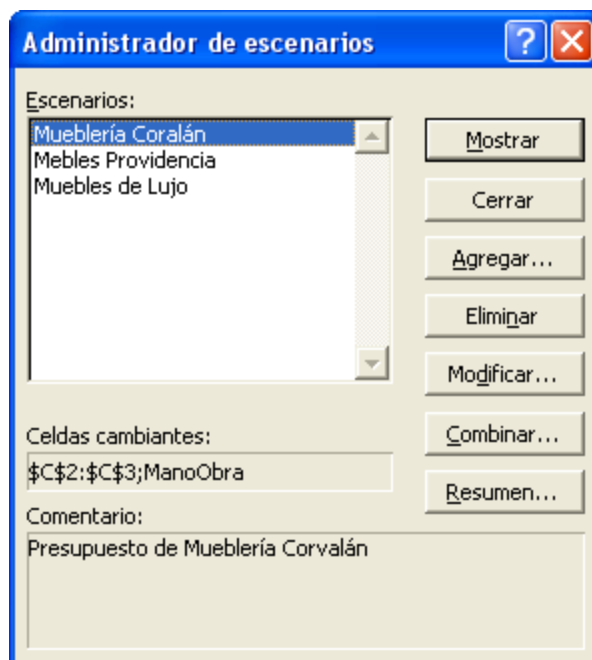 Administrador de escenarios
?
Escenarios:
Mueblería Coralán
Mebles Providencia
Muebles de Lujo
Mostrar
Cerrar
Agregar...
Eliminar
Modificar...
Combinar...
Resumen...
Celdas cambiantes:
$C$2:$C$3;ManoObra
Comentario:
Presupuesto de Mueblería Corvalán